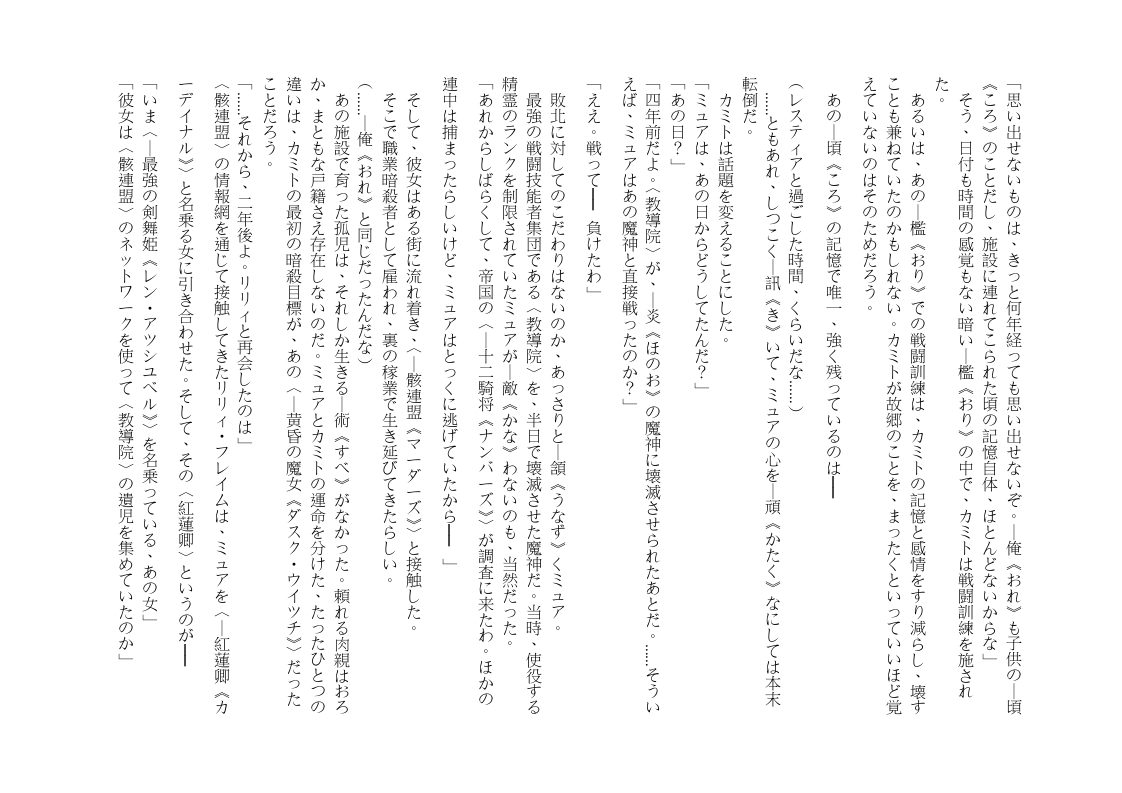 「思い出せないものは、きっと何年経っても思い出せないぞ。―俺《おれ》も子供の―頃
《ころ》のことだし、施設に連れてこられた頃の記憶自体、ほとんどないからな」
　そう、日付も時間の感覚もない暗い―檻《おり》の中で、カミトは戦闘訓練を施され
た。
　あるいは、あの―檻《おり》での戦闘訓練は、カミトの記憶と感情をすり減らし、壊す
ことも兼ねていたのかもしれない。カミトが故郷のことを、まったくといっていいほど覚
えていないのはそのためだろう。
　あの―頃《ころ》の記憶で唯一、強く残っているのは━━
（レスティアと過ごした時間、くらいだな……）
　……ともあれ、しつこく―訊《き》いて、ミュアの心を―頑《かたく》なにしては本末
転倒だ。
　カミトは話題を変えることにした。
「ミュアは、あの日からどうしてたんだ？」
「あの日？」
「四年前だよ。〈教導院〉が、―炎《ほのお》の魔神に壊滅させられたあとだ。……そうい
えば、ミュアはあの魔神と直接戦ったのか？」
「ええ。戦って━━　負けたわ」
　敗北に対してのこだわりはないのか、あっさりと―頷《うなず》くミュア。
　最強の戦闘技能者集団である〈教導院〉を、半日で壊滅させた魔神だ。当時、使役する
精霊のランクを制限されていたミュアが―敵《かな》わないのも、当然だった。
「あれからしばらくして、帝国の〈―十二騎将《ナンバーズ》〉が調査に来たわ。ほかの
連中は捕まったらしいけど、ミュアはとっくに逃げていたから━━　」
　そして、彼女はある街に流れ着き、〈―骸連盟《マーダーズ》〉と接触した。
　そこで職業暗殺者として雇われ、裏の稼業で生き延びてきたらしい。
（……―俺《おれ》と同じだったんだな）
　あの施設で育った孤児は、それしか生きる―術《すべ》がなかった。頼れる肉親はおろ
か、まともな戸籍さえ存在しないのだ。ミュアとカミトの運命を分けた、たったひとつの
違いは、カミトの最初の暗殺目標が、あの〈―黄昏の魔女《ダスク・ウイツチ》〉だった
ことだろう。
「……それから、二年後よ。リリィと再会したのは」
〈骸連盟〉の情報網を通じて接触してきたリリィ・フレイムは、ミュアを〈―紅蓮卿《カ
ーデイナル》〉と名乗る女に引き合わせた。そして、その〈紅蓮卿〉というのが━━
「いま〈―最強の剣舞姫《レン・アツシユベル》〉を名乗っている、あの女」
「彼女は〈骸連盟〉のネットワークを使って〈教導院〉の遺児を集めていたのか」